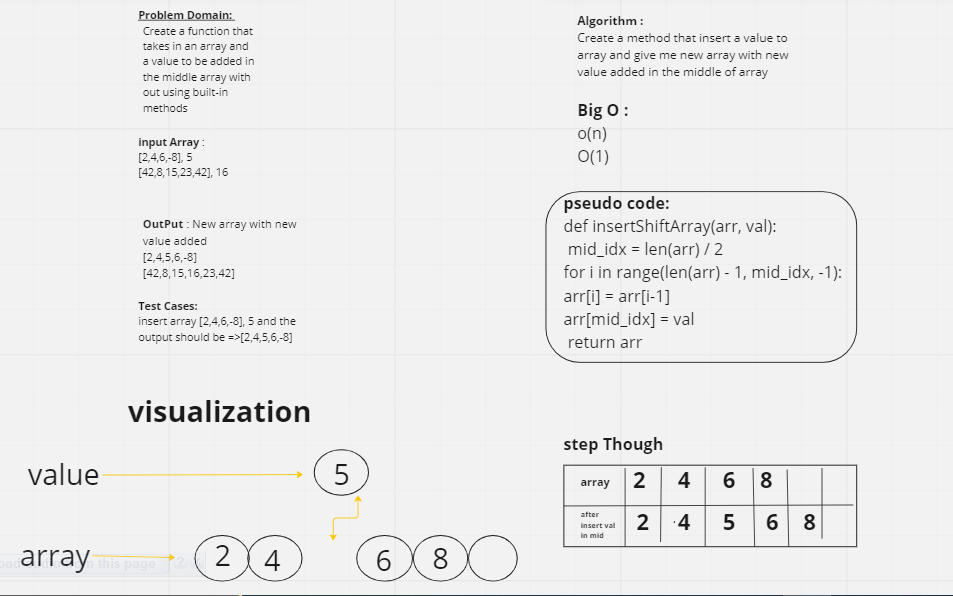 Problem Domain:
Create a function that
takes in an array and
a value to be added in
the middle array with
out using built-in
methods
input Array :
[2,4,6,-8], 5
[42,8,15,23,42], 16
OutPut : New array with new
value added
[2,4,5,6,-8]
[42,8,15,16,23,42]
Test Cases:
insert array [2,4,6,-8], 5 and the
output should be =>[2,4,5,6,-8]
Algorithm :
Create a method that insert a value to
array and give me new array with new
value added in the middle of array
Big O :
o(n)
O(1)
pseudo code:
def insertShiftArray(arr, val):
mid_idx = len(arr) / 2
for i in range(len(arr) - 1, mid_idx, -1):
arr[i] = arr[i-1]
arr[mid_idx] = val
return arr
visualization
value 5
array 2 4 6 8
step Though
array 2 4 6 8
after
insert val
in mid
2 4 5 6 8
on this page